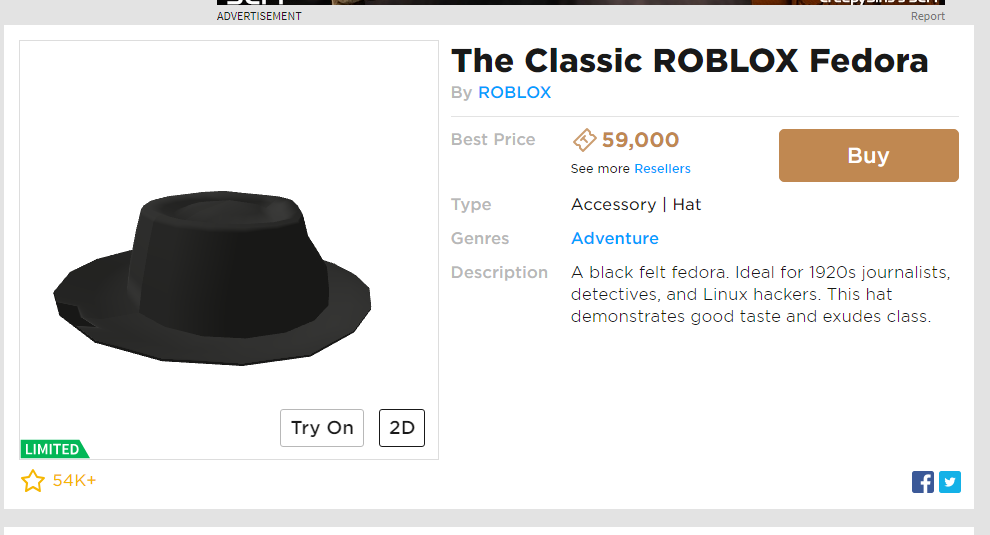 ADVERTISEMENT
Report
The Classic ROBLOX Fedora
By ROBLOX
Best Price
59,000
Buy
See more Resellers
Type
Accessory | Hat
Genres
Adventure
Description
A black felt fedora. Ideal for 1920s journalists,
detectives, and Linux hackers. This hat
demonstrates good taste and exudes class.
Try On
2D
LIMITED
54K+